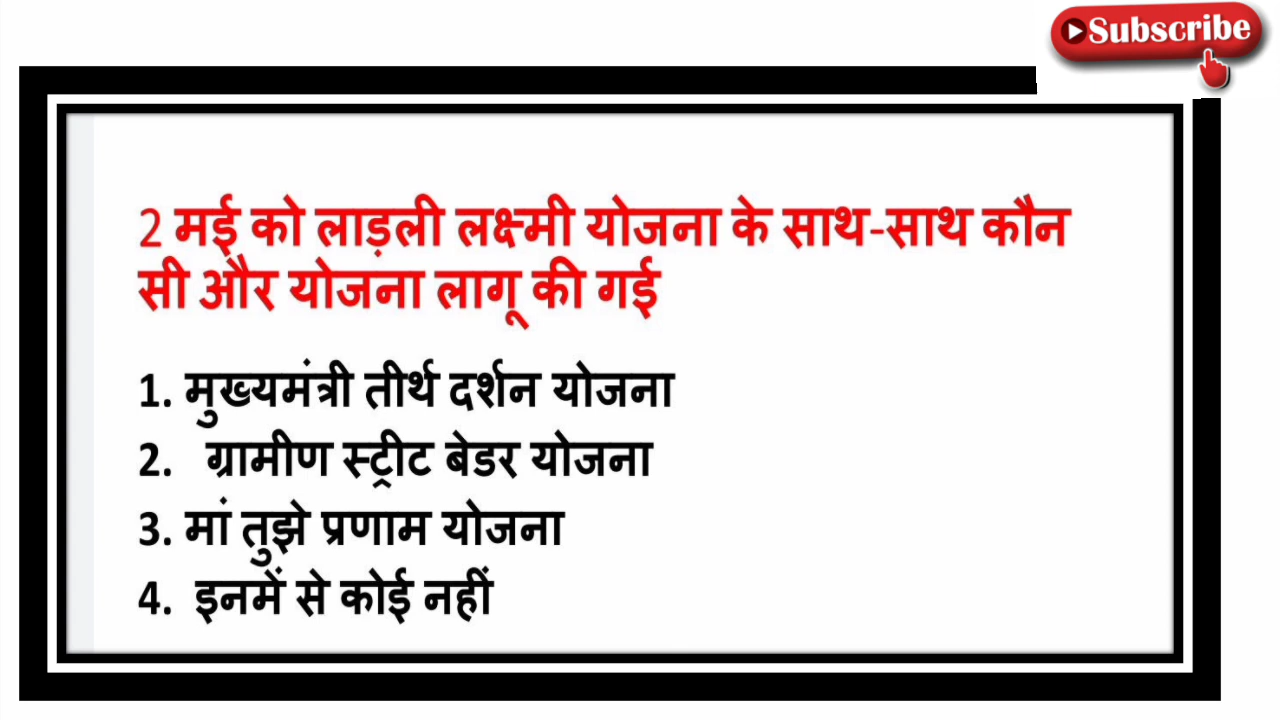 Subscribe
2 मई को लाड़ली लक्ष्मी योजना के साथ-साथ कौन
सी और योजना लागू की गई
1. मुख्यमंत्री तीर्थ दर्शन योजना
2. ग्रामीण स्ट्रीट बेडर योजना
3. मां तुझे प्रणाम योजना
4. इनमें से कोई नहीं